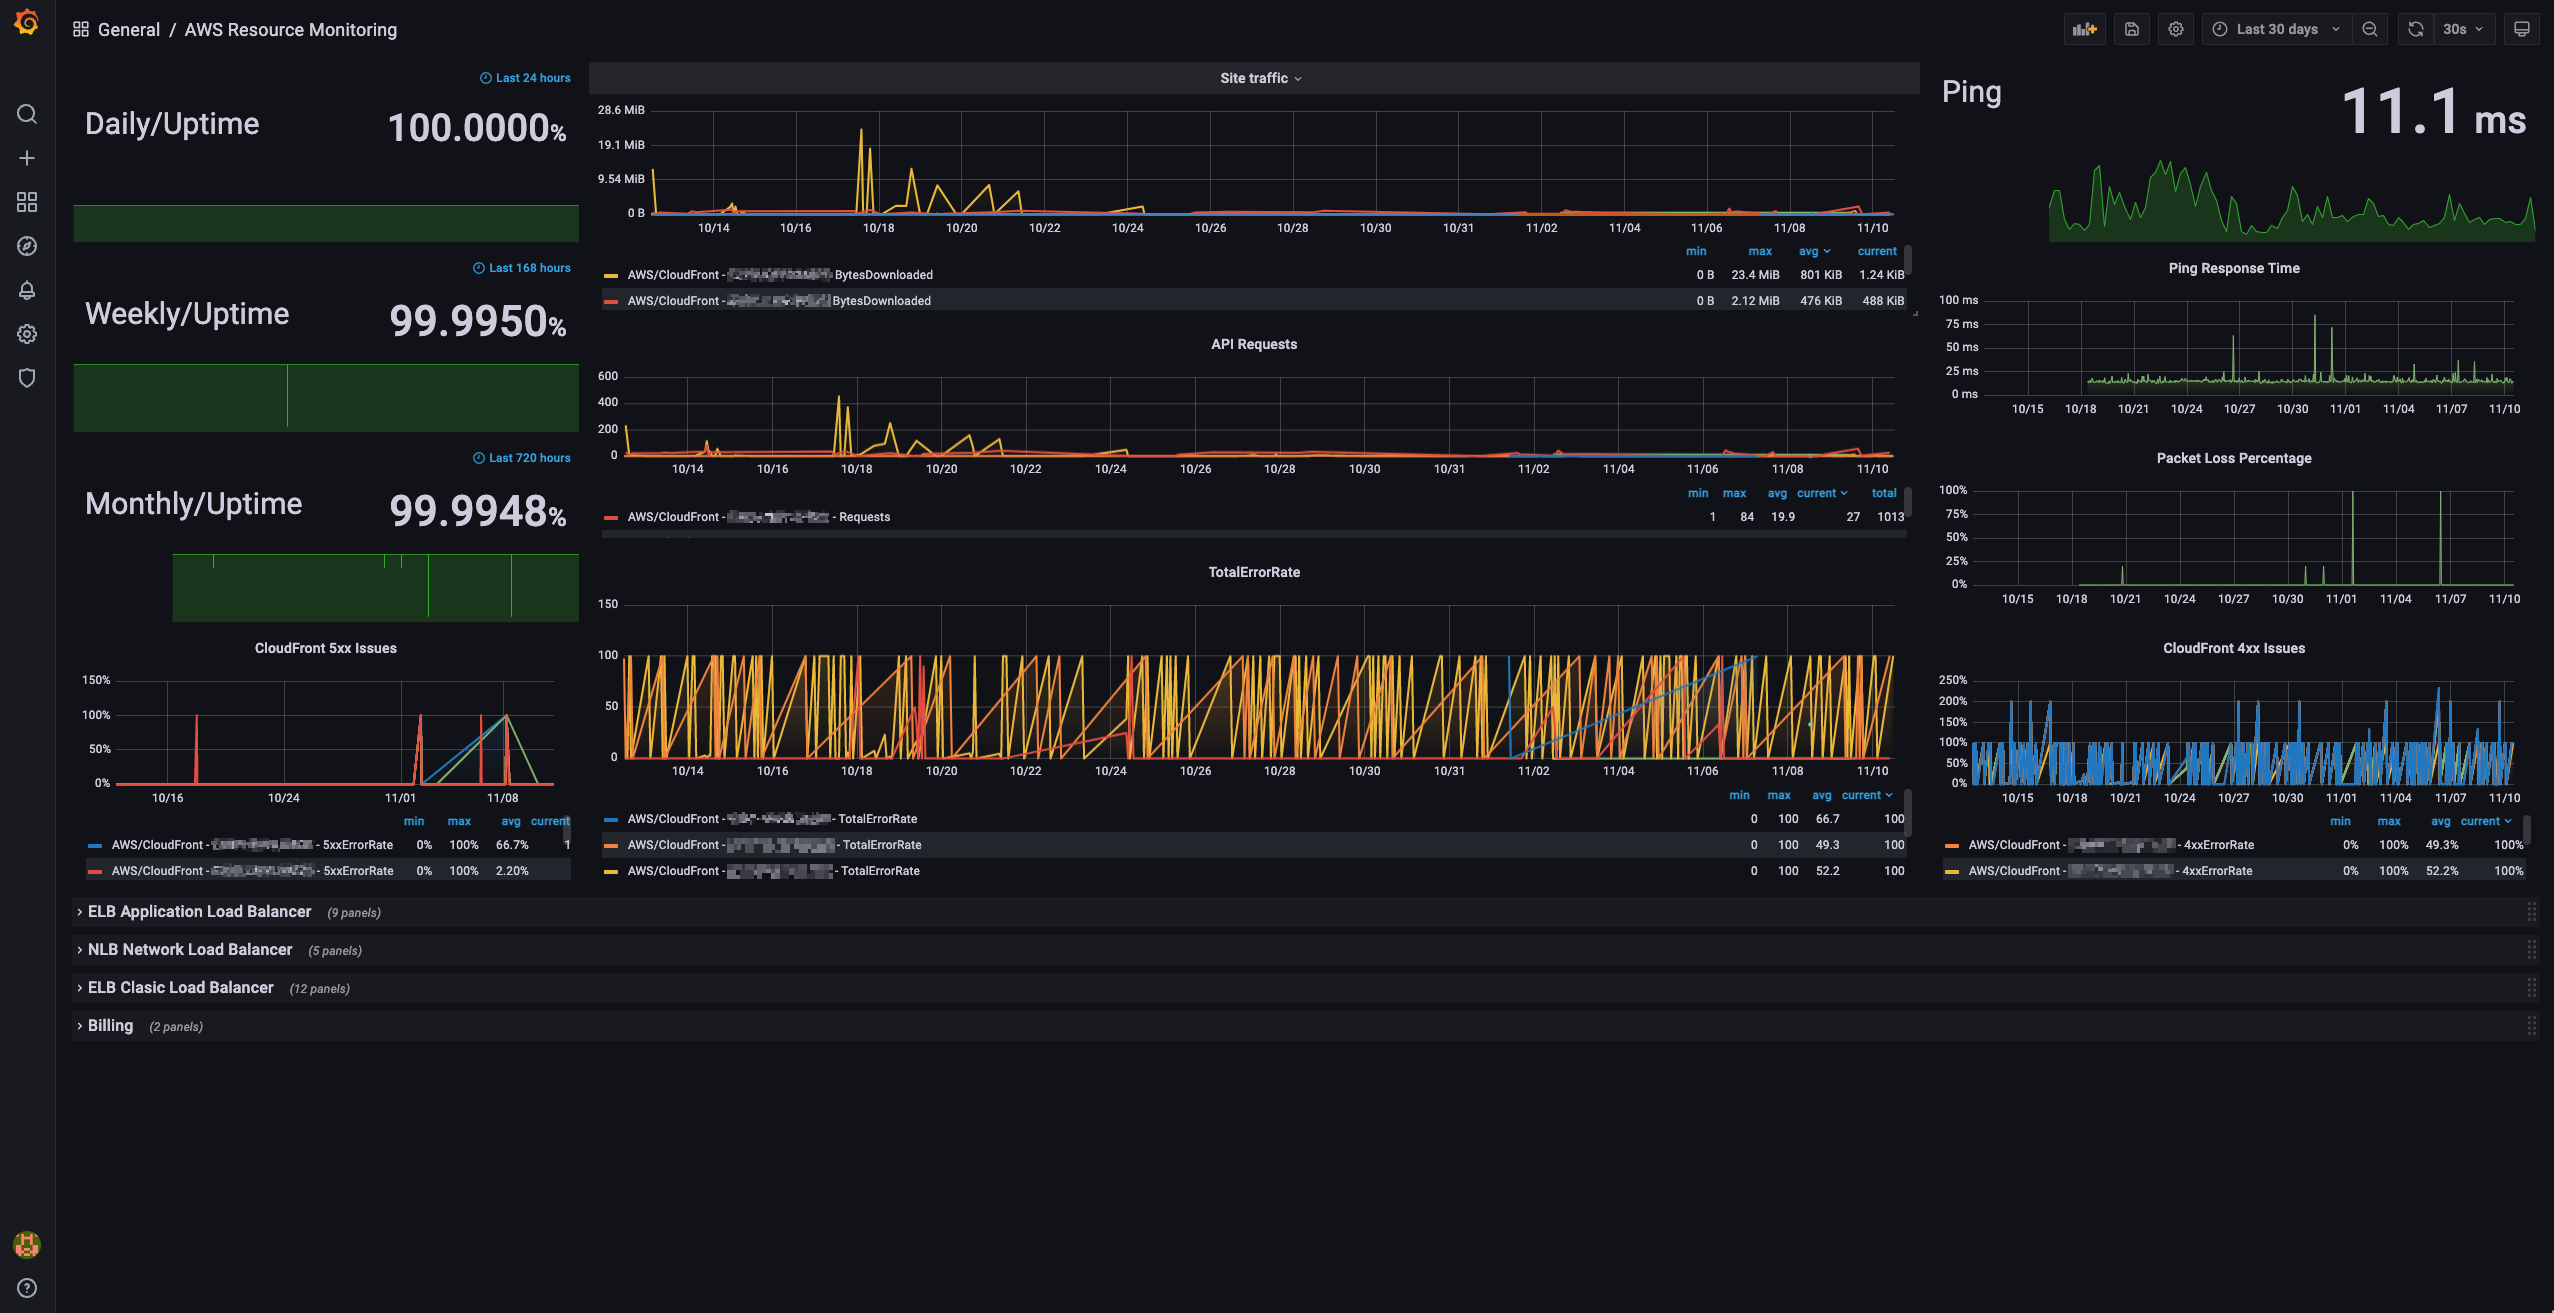 General / AWS Resource Monitoring
Last 30 days
30s
Last 24 hours
Daily/Uptime
100.0000%
Last 168 hours
Weekly/Uptime
99.9950%
Last 720 hours
Monthly/Uptime
99.9948%
CloudFront 5xx Issues
150%
100%
50%
0%
10/16 10/24 11/01 11/08
min max avg current
AWS/CloudFront - - 5xxErrorRate 0% 100% 66.7% 1
AWS/CloudFront - - 5xxErrorRate 0% 100% 2.20%
Site traffic
28.6 MiB
19.1 MiB
9.54 MiB
0 B
10/14 10/16 10/18 10/20 10/22 10/24 10/26 10/28 10/30 10/31 11/02 11/04 11/06 11/08 11/10
min max avg current
AWS/CloudFront - BytesDownloaded 0 B 23.4 MiB 801 KiB 1.24 KiB
AWS/CloudFront - BytesDownloaded 0 B 2.12 MiB 476 KiB 488 KiB
API Requests
600
400
200
0
10/14 10/16 10/18 10/20 10/22 10/24 10/26 10/28 10/30 10/31 11/02 11/04 11/06 11/08 11/10
min max avg current total
AWS/CloudFront - - Requests 1 84 19.9 27 1013
TotalErrorRate
150
100
50
0
10/14 10/16 10/18 10/20 10/22 10/24 10/26 10/28 10/30 10/31 11/02 11/04 11/06 11/08 11/10
min max avg current
AWS/CloudFront - - TotalErrorRate 0 100 66.7 100
AWS/CloudFront - - TotalErrorRate 0 100 49.3 100
AWS/CloudFront - - TotalErrorRate 0 100 52.2 100
Ping
11.1 ms
Ping Response Time
100 ms
75 ms
50 ms
25 ms
0 ms
10/15 10/18 10/21 10/24 10/27 10/30 11/01 11/04 11/07 11/10
Packet Loss Percentage
100%
75%
50%
25%
0%
10/15 10/18 10/21 10/24 10/27 10/30 11/01 11/04 11/07 11/10
CloudFront 4xx Issues
250%
200%
150%
100%
50%
0%
10/15 10/18 10/21 10/24 10/27 10/30 11/01 11/04 11/07 11/10
min max avg current
AWS/CloudFront - - 4xxErrorRate 0% 100% 49.3% 100%
AWS/CloudFront - - 4xxErrorRate 0% 100% 52.2% 100%
ELB Application Load Balancer (9 panels)
NLB Network Load Balancer (5 panels)
ELB Clasic Load Balancer (12 panels)
Billing (2 panels)